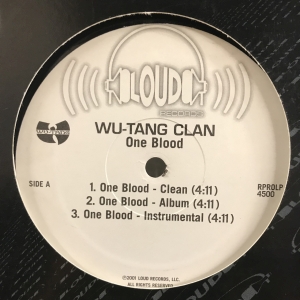 LOUD
RECORDS
WU-TANG CLAN
One Blood
SIDE A
RPROLP
4500
1. One Blood - Clean (4:11)
2. One Blood - Album (4:11)
3. One Blood - Instrumental (4:11)
©2001 LOUD RECORDS, LLC.
ALL RIGHTS RESERVED